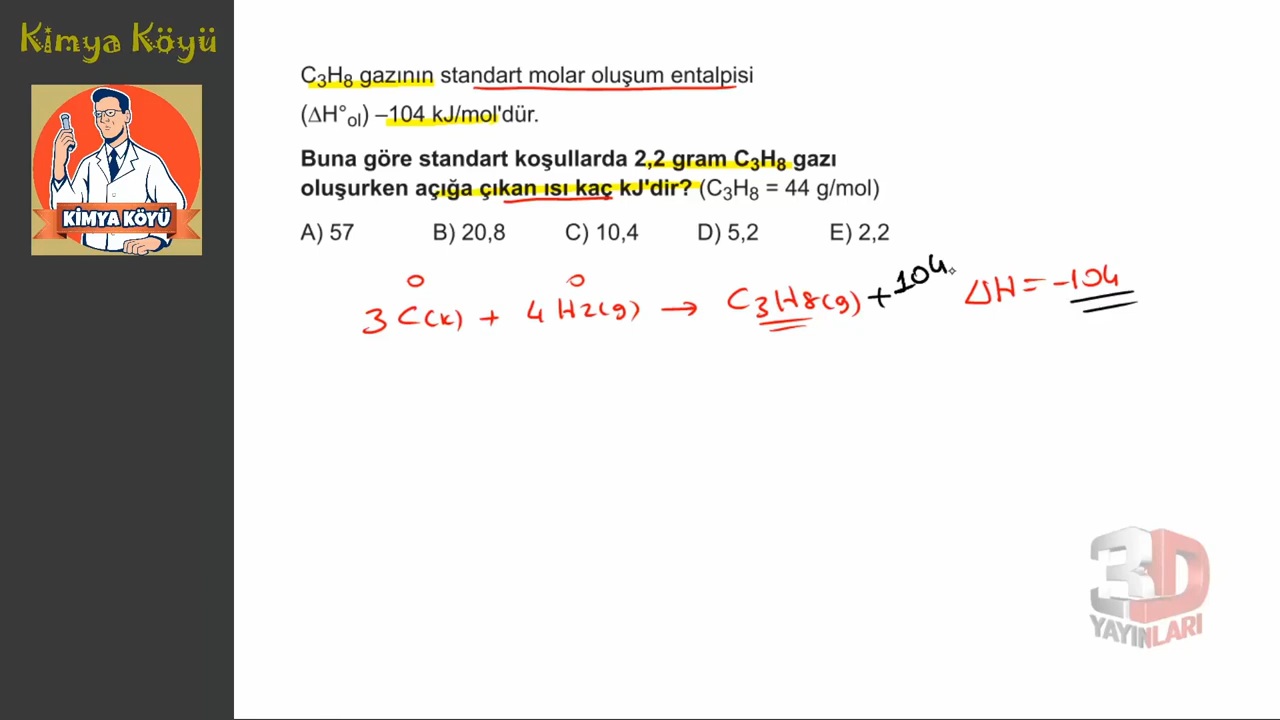 Kimya Köyü
KİMYA KÖYÜ
C₃H₈ gazının standart molar oluşum entalpisi
(ΔH°ol) –104 kJ/mol'dür.
Buna göre standart koşullarda 2,2 gram C₃H₈ gazı
oluşurken açığa çıkan ısı kaç kJ'dir? (C₃H₈ = 44 g/mol)
A) 57 B) 20,8 C) 10,4 D) 5,2 E) 2,2
0 0
3 C(k) + 4 H2(g) → C3H8(g) + 104 ΔH = -104
3D
YAYINLARI